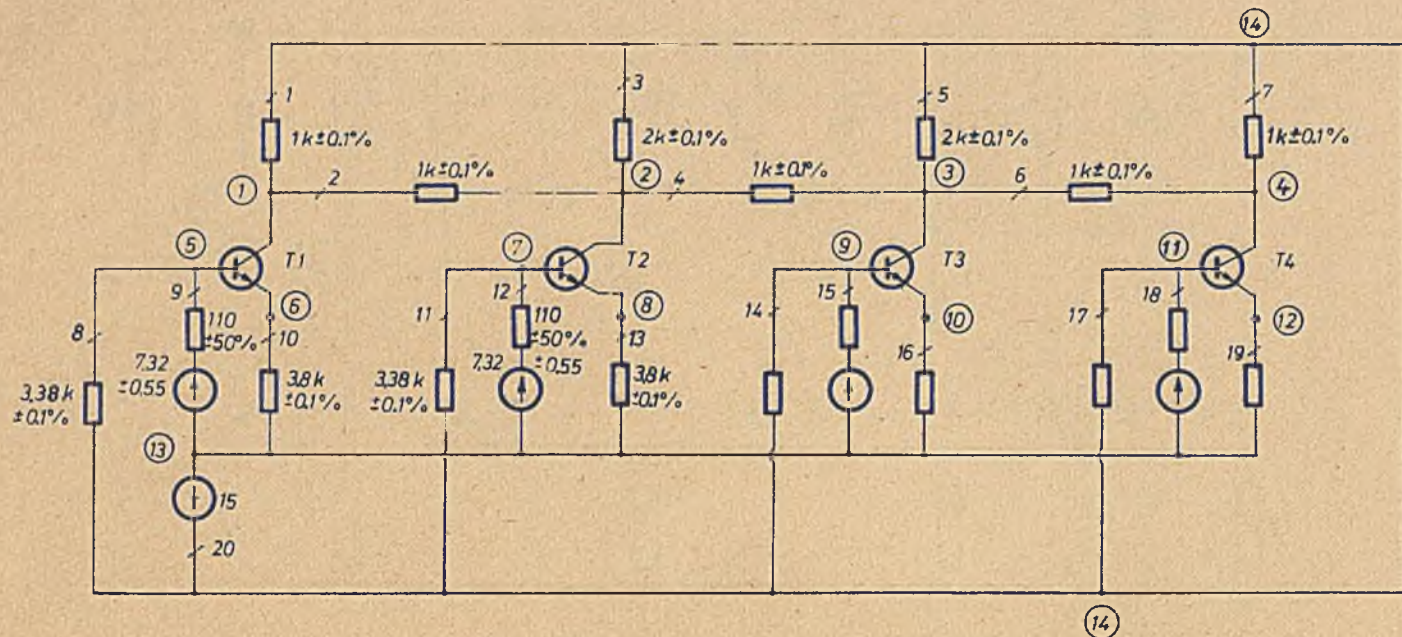 14
1 3 5 7
1k±0.1% 2k±0.1% 2k±0.1% 1k±0.1%
1 2 1k±0.1% 2 4 1k±0.1% 3 6 1k±0.1% 4
5 T1 7 T2 9 T3 11 T4
9 6 12 8 15 10 18 12
8 110 ±50% 10 11 110 ±50% 13 14 16 17 19
3,38k ±0.1% 7,32 ±0.55 3,8k ±0.1% 3,38k ±0.1% 7,32 ±0.55 3,8k ±0.1%
13
15
20
14